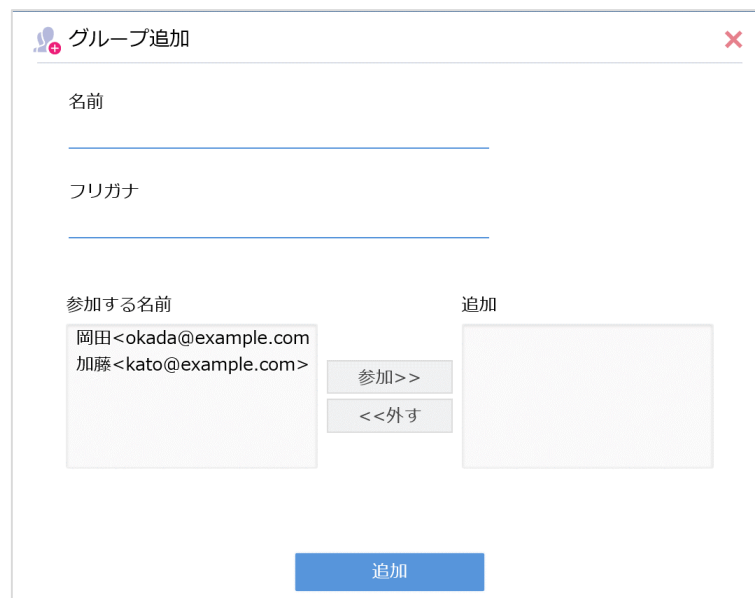 グループ追加
名前
フリガナ
参加する名前
追加
岡田<okada@example.com
加藤<kato@example.com>
参加>>
<<外す
追加